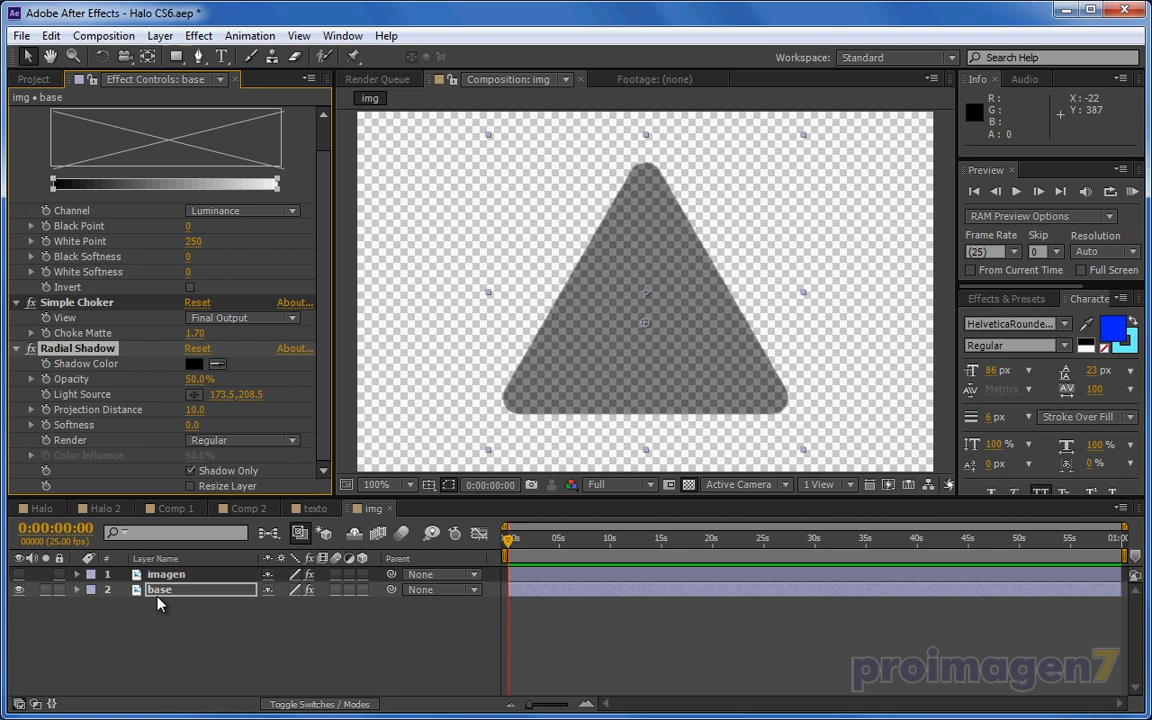 Adobe After Effects - Halo CS6.aep *
File Edit Composition Layer Effect Animation View Window Help
Workspace: Standard Search Help
Project Effect Controls: base
Render Queue Composition: img Footage: (none)
Info Audio
img • base
img
R: X: -22
G: Y: 387
B:
A: 0
Channel Luminance
Black Point 0
White Point 250
Black Softness 0
White Softness 0
Invert
Simple Choker Reset About...
View Final Output
Choke Matte 1.70
Radial Shadow Reset About...
Shadow Color
Opacity 50.0%
Light Source 173.5,208.5
Projection Distance 10.0
Softness 0.0
Render Regular
Color Influence 50.0%
Shadow Only
Resize Layer
Preview
RAM Preview Options
Frame Rate Skip Resolution
(25) 0 Auto
From Current Time Full Screen
Effects & Presets Characte
HelveticaRounde...
Regular
86 px 23 px
Metrics 100
6 px Stroke Over Fill
100 % 100 %
0 px 0 %
100% 0:00:00:00 Full Active Camera 1 View
Halo Halo 2 Comp 1 Comp 2 texto img
0:00:00:00
00000 (25.00 fps)
05s 10s 15s 20s 25s 30s 35s 40s 45s 50s 55s 01:0
# Layer Name Parent
1 imagen None
2 base None
Toggle Switches / Modes
proimagen7